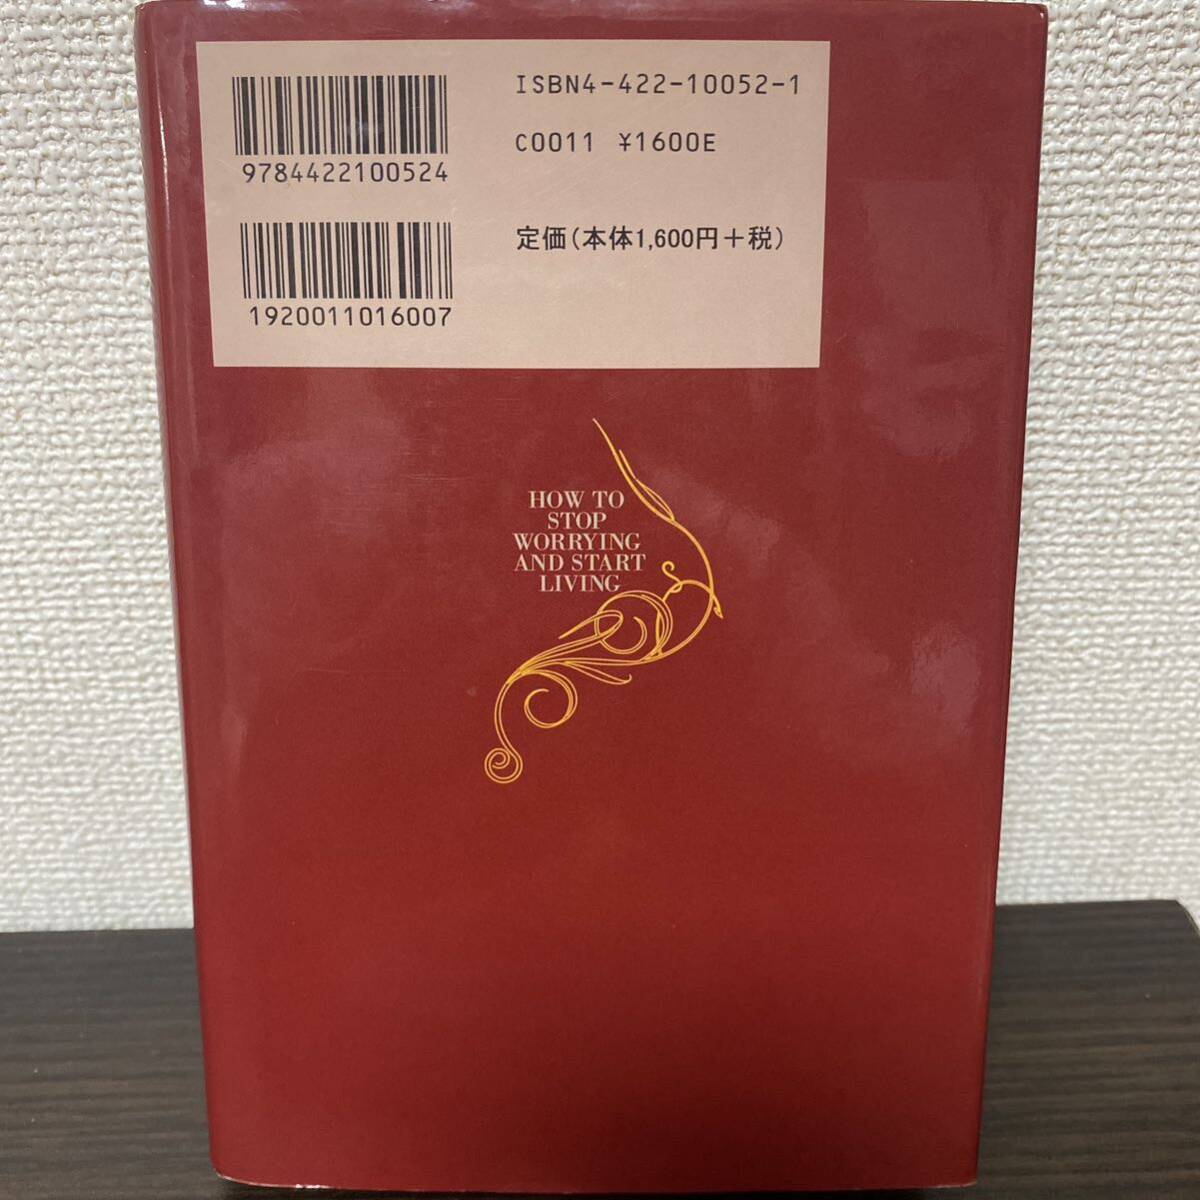 ISBN4-422-10052-1
C0011 ¥1600E
9784422100524
定価(本体1,600円+税)
1920011016007
HOW TO
STOP
WORRYING
AND START
LIVING